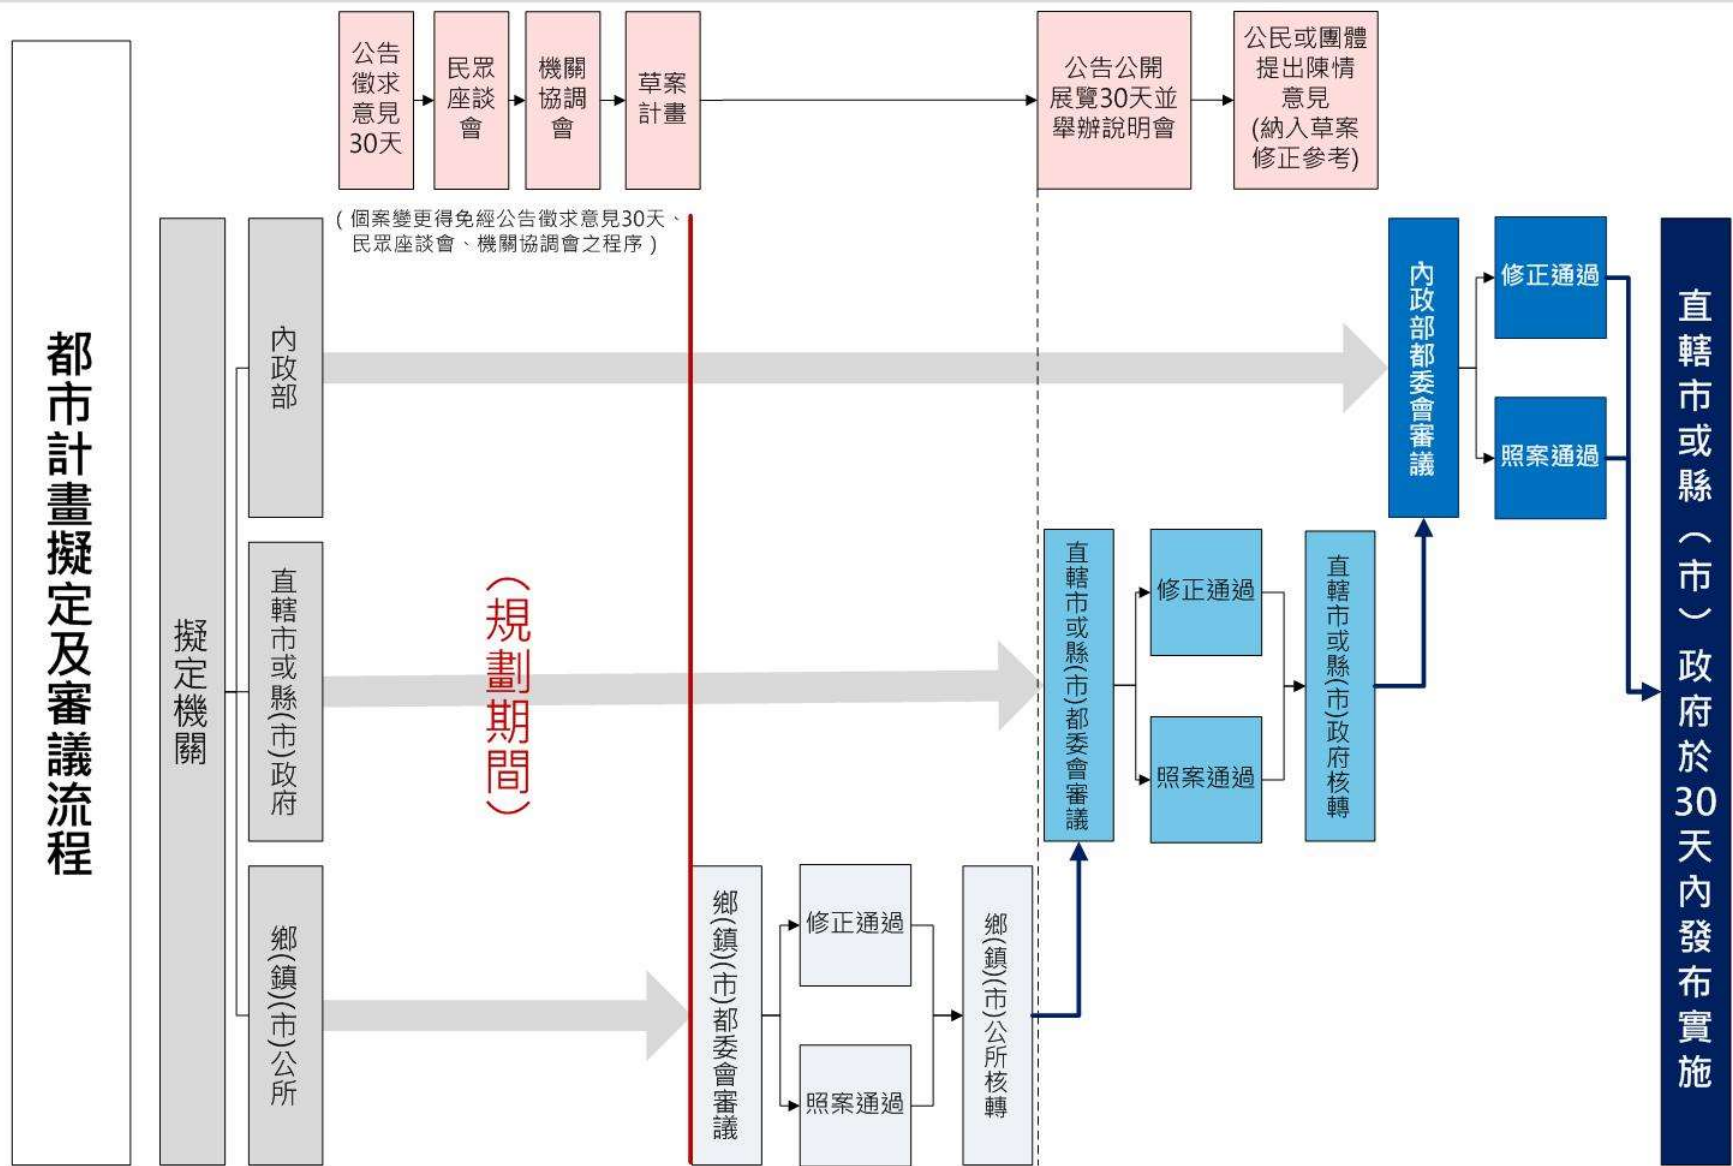 都市計畫擬定及審議流程
公告
徵求
意見
30天
民眾
座談
會
機關
協調
會
草案
計畫
公告公開
展覽30天並
舉辦說明會
公民或團體
提出陳情
意見
(納入草案
修正參考)
(個案變更得免經公告徵求意見30天、
民眾座談會、機關協調會之程序)
擬定機關
內政部
直轄市或縣(市)政府
鄉(鎮)(市)公所
(規劃期間)
鄉(鎮)(市)都委會審議
修正通過
照案通過
鄉(鎮)(市)公所核轉
直轄市或縣(市)都委會審議
修正通過
照案通過
直轄市或縣(市)政府核轉
內政部都委會審議
修正通過
照案通過
直轄市或縣(市)政府於30天內發布實施